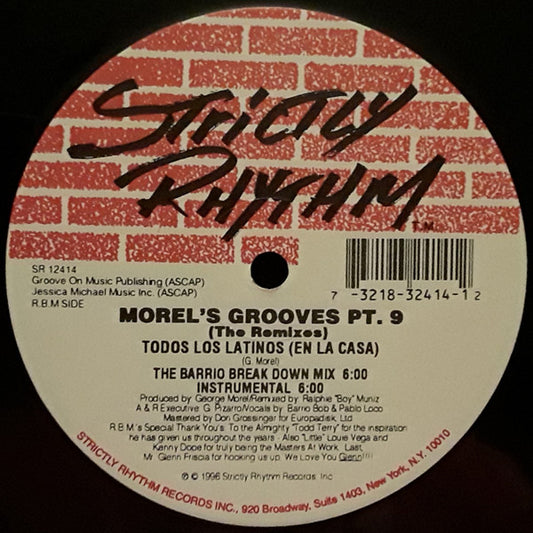 STRICTLY
RHYTHM
T.M.
SR 12414
Groove On Music Publishing (ASCAP)
Jessica Michael Music Inc. (ASCAP)
R.B.M SIDE
7 -3218-32414-1 2
MOREL'S GROOVES PT. 9
(The Remixes)
TODOS LOS LATINOS (EN LA CASA)
(G. Morel)
THE BARRIO BREAK DOWN MIX 6:00
INSTRUMENTAL 6:00
Produced by George Morel/Remixed by Ralphie "Boy" Muniz
A & R Executive G. Pizarro/Vocals by Barrio Bob & Pablo Loco
Mastered by Don Grossinger for Europadisk, Ltd.
R.B.M.'s Special Thank You's: To the Almighty "Todd Terry" for the inspiration
he has given us throughout the years - Also "Little" Louie Vega and
Kenny Dope for truly being the Masters At Work. Last,
Mr. Glenn Friscia for hooking us up. We Love You Glenn!!!!
℗ © 1996 Strictly Rhythm Records, Inc.
STRICTLY RHYTHM RECORDS INC., 920 Broadway, Suite 1403, New York, N.Y. 10010